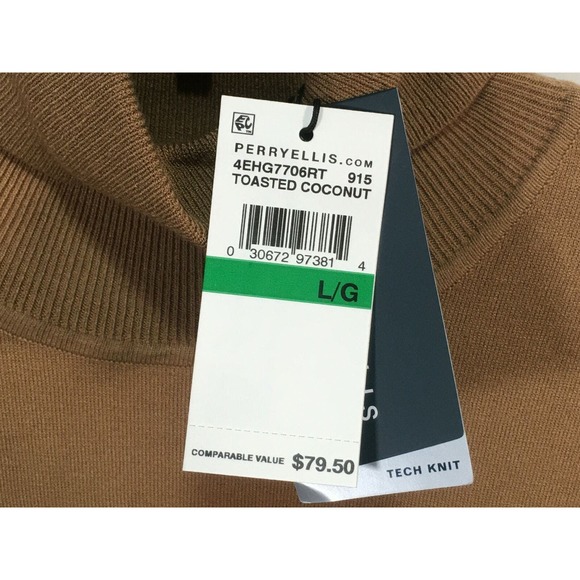 PERRYELLIS.COM
4EHG7706RT 915
TOASTED COCONUT
0 30672 97381 4
L/G
COMPARABLE VALUE $79.50
TECH KNIT